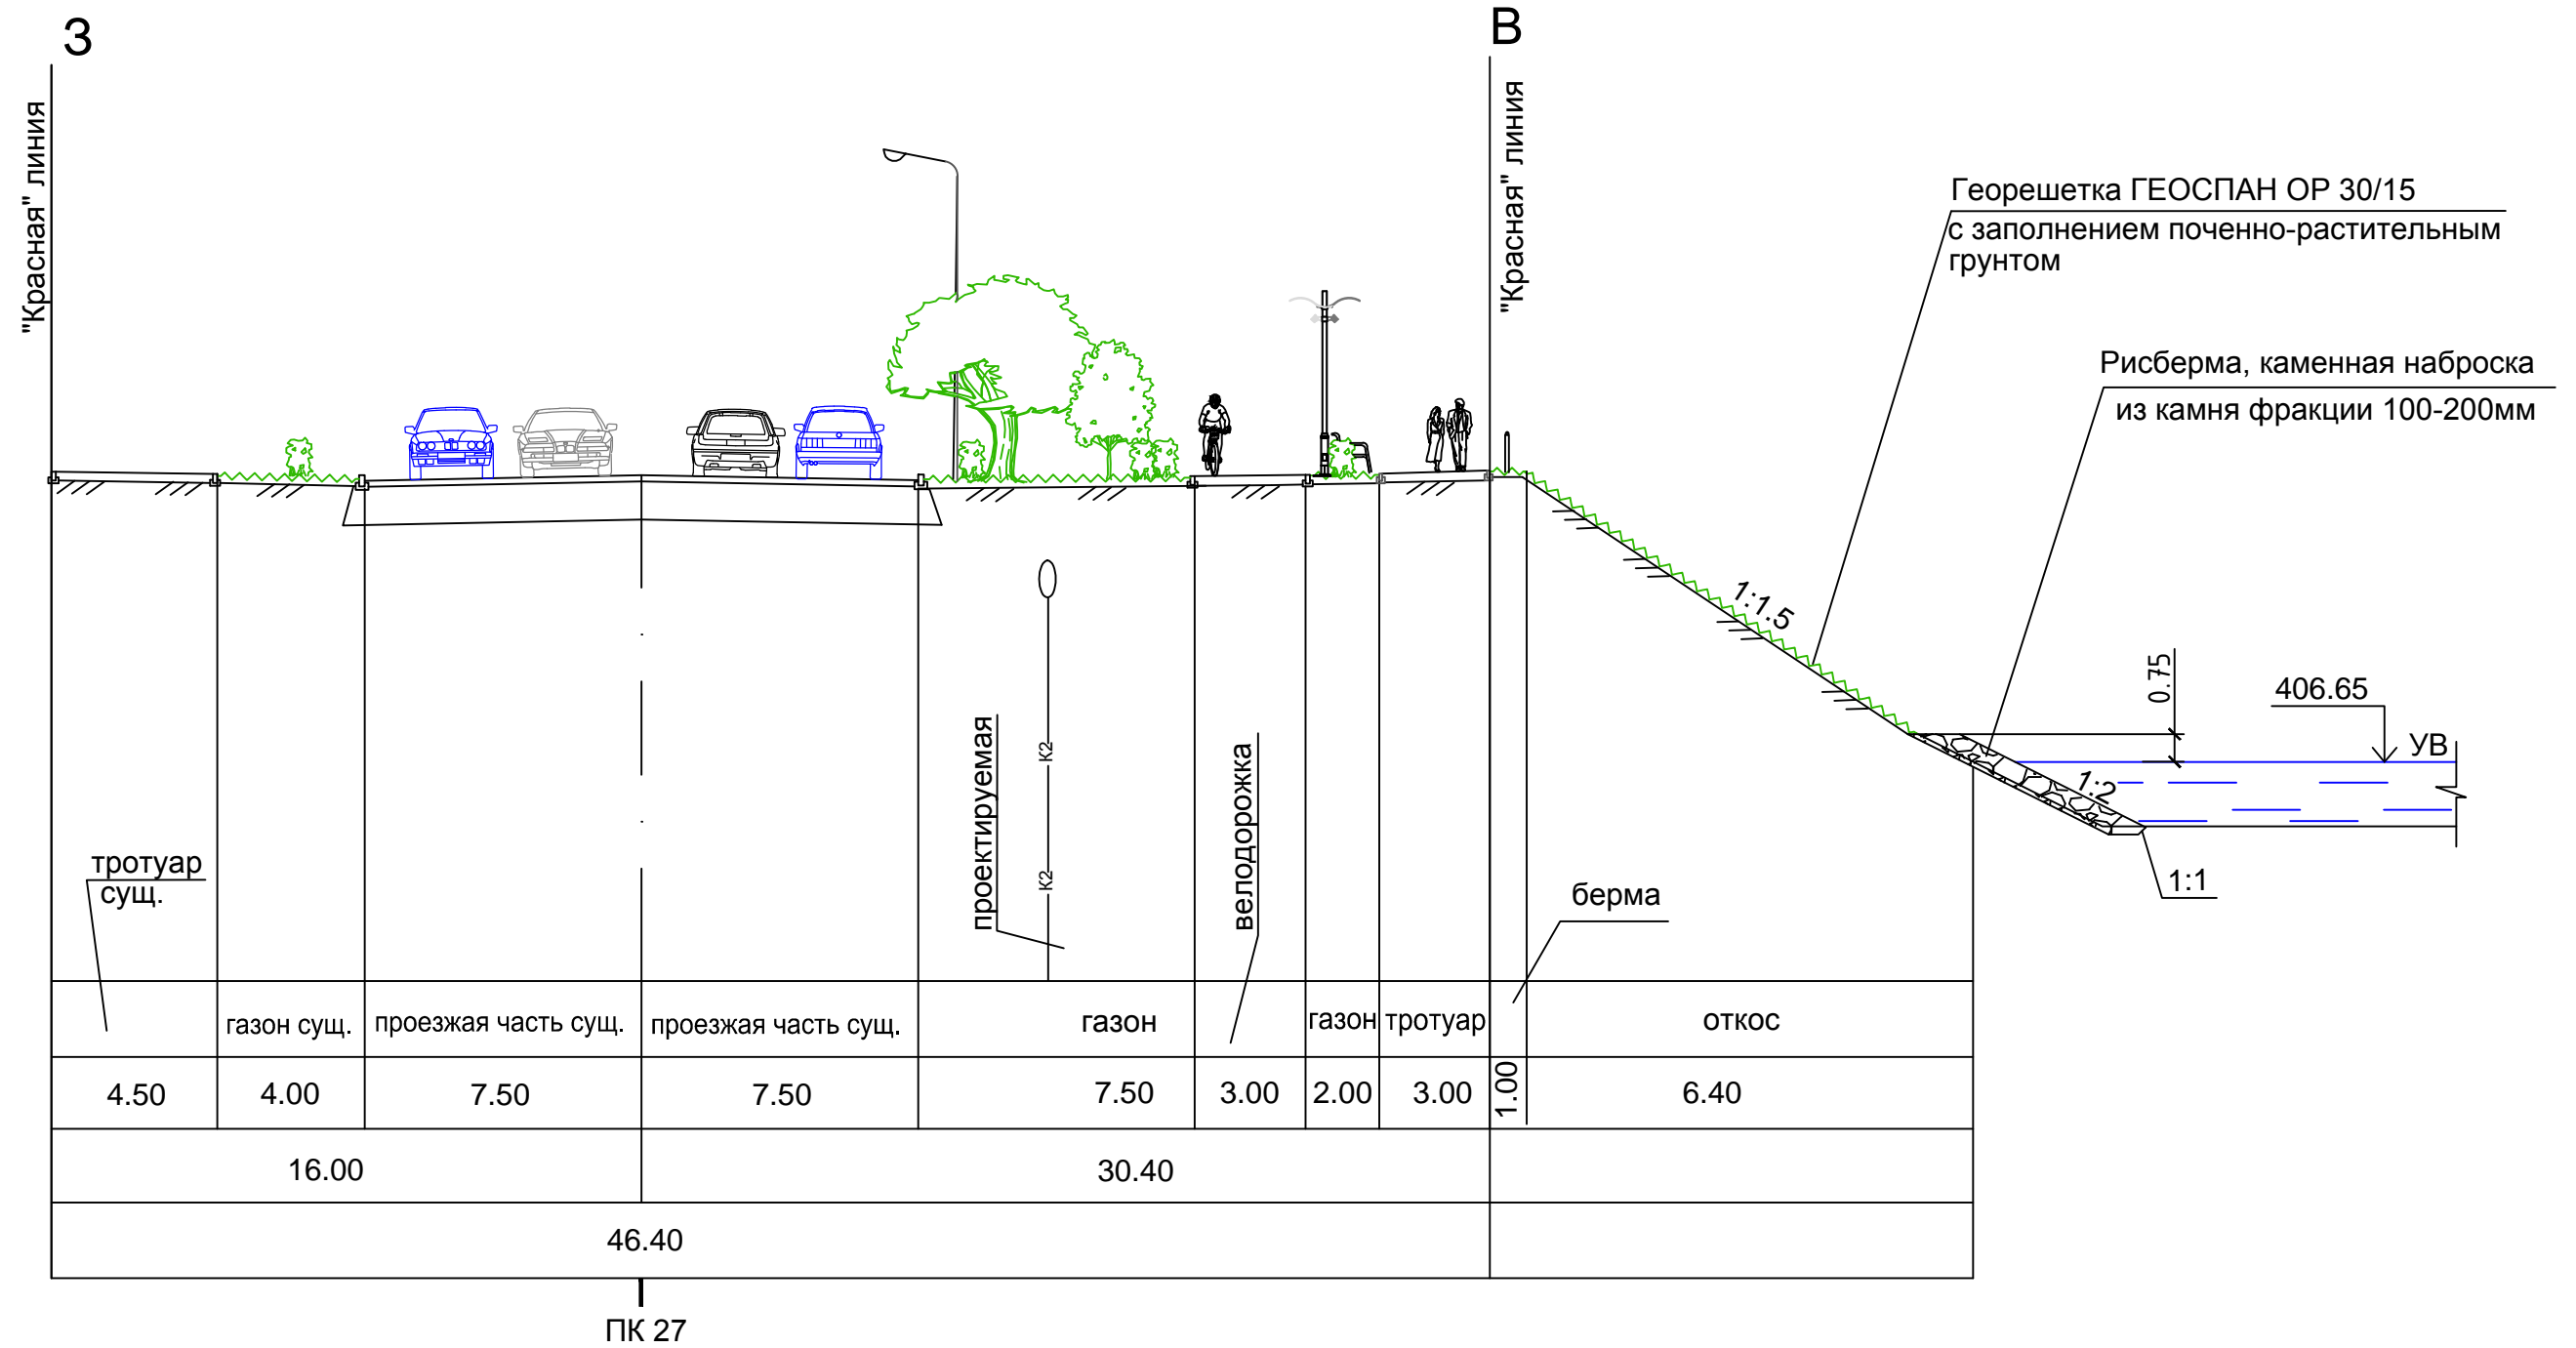 З
В
"Красная" линия
"Красная" линия
Георешетка ГЕОСПАН ОР 30/15
с заполнением поченно-растительным
грунтом
Рисберма, каменная наброска
из камня фракции 100-200мм
1:1.5
0.75
406.65
УВ
1:2
1:1
проектируемая
К2
К2
велодорожка
тротуар
сущ.
берма
газон сущ.
проезжая часть сущ.
проезжая часть сущ.
газон
газон
тротуар
откос
4.50
4.00
7.50
7.50
7.50
3.00
2.00
3.00
1.00
6.40
16.00
30.40
46.40
ПК 27